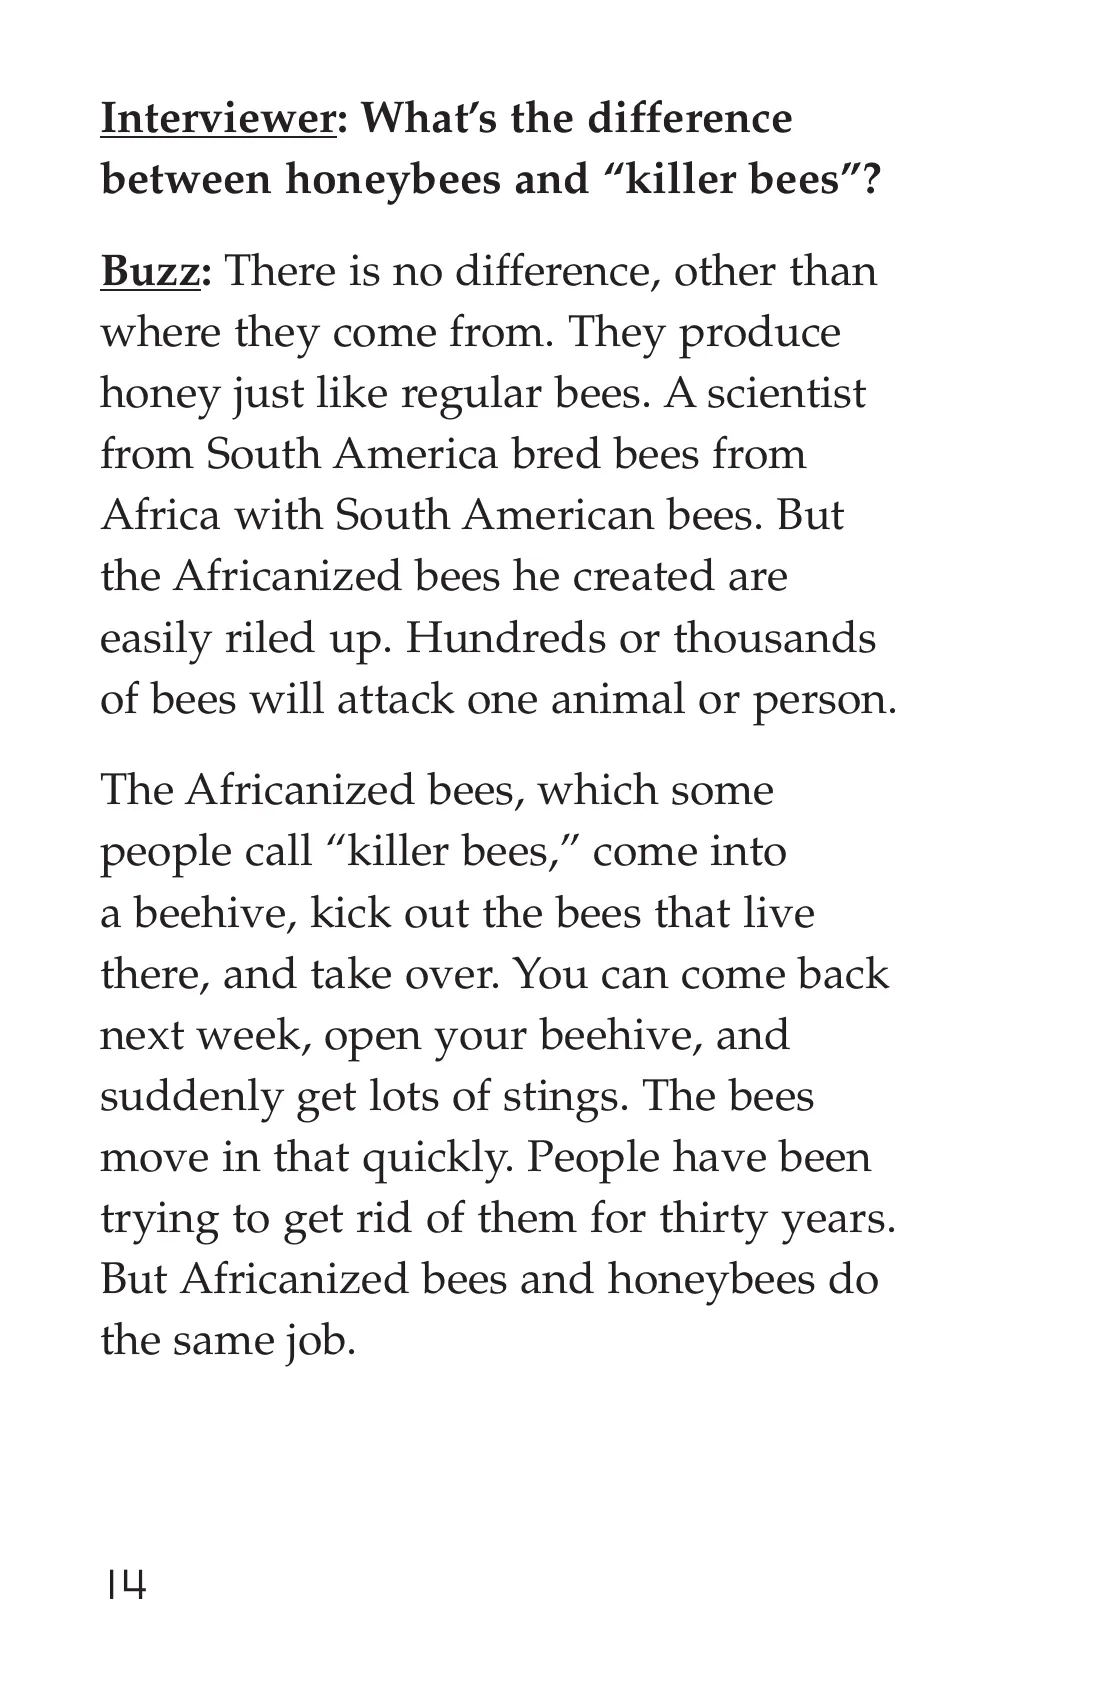 Interviewer: What’s the difference
between honeybees and “killer bees”?
Buzz: There is no difference, other than
where they come from. They produce
honey just like regular bees. A scientist
from South America bred bees from
Africa with South American bees. But
the Africanized bees he created are
easily riled up. Hundreds or thousands
of bees will attack one animal or person.
The Africanized bees, which some
people call “killer bees,” come into
a beehive, kick out the bees that live
there, and take over. You can come back
next week, open your beehive, and
suddenly get lots of stings. The bees
move in that quickly. People have been
trying to get rid of them for thirty years.
But Africanized bees and honeybees do
the same job.
14